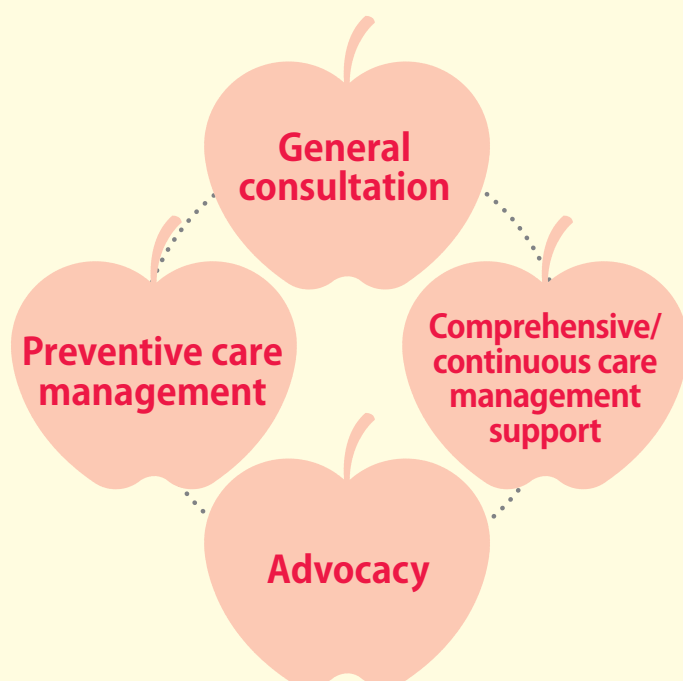 General
consultation
Preventive care
management
Comprehensive/
continuous care
management
support
Advocacy